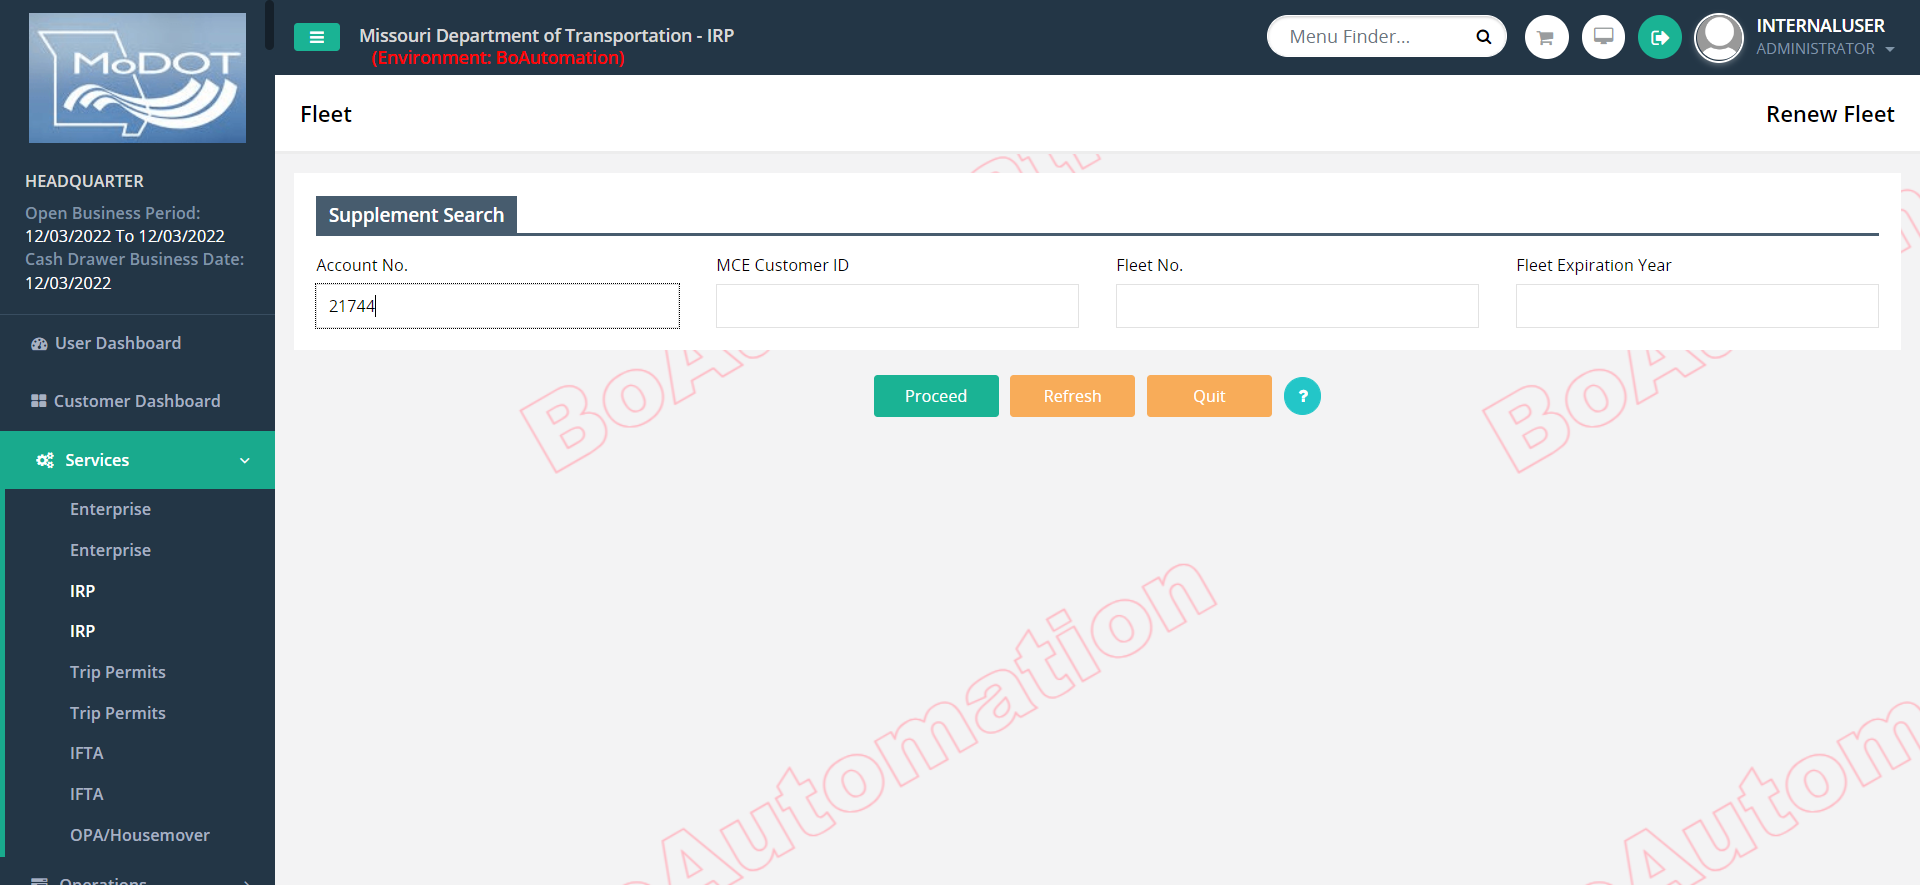 MoDOT
HEADQUARTER
Open Business Period:
12/03/2022 To 12/03/2022
Cash Drawer Business Date:
12/03/2022
User Dashboard
Customer Dashboard
Services
Enterprise
Enterprise
IRP
IRP
Trip Permits
Trip Permits
IFTA
IFTA
OPA/Housemover
Operations
Missouri Department of Transportation - IRP
(Environment: BoAutomation)
Menu Finder...
INTERNALUSER
ADMINISTRATOR
Fleet
Renew Fleet
Supplement Search
Account No.
MCE Customer ID
Fleet No.
Fleet Expiration Year
21744
Proceed
Refresh
Quit
?
BoAutomation